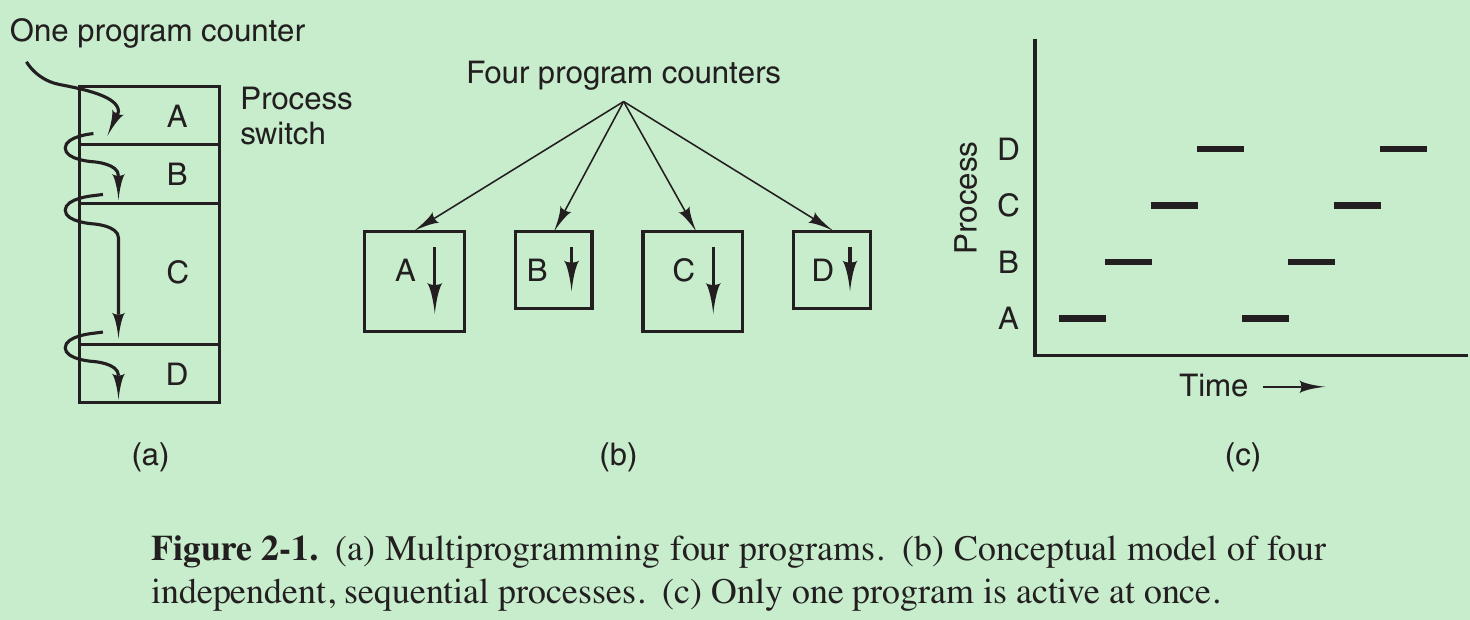 One program counter
A
Process
switch
B
C
D
(a)
Four program counters
A
B
C
D
(b)
Process
D
C
B
A
Time
(c)
Figure 2-1. (a) Multiprogramming four programs. (b) Conceptual model of four
independent, sequential processes. (c) Only one program is active at once.